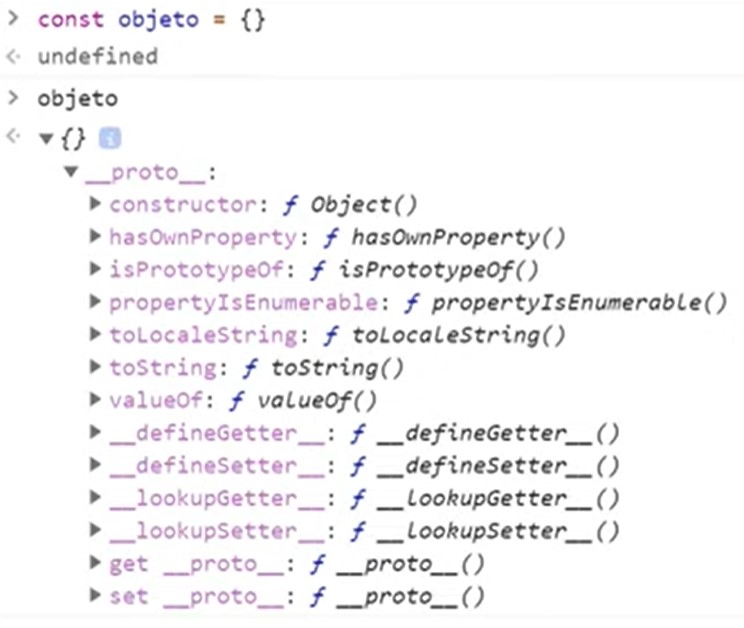 > const objeto = {}
<· undefined
> objeto
<· ▼{} i
▼ __proto__:
▶ constructor: ƒ Object()
▶ hasOwnProperty: ƒ hasOwnProperty()
▶ isPrototypeOf: ƒ isPrototypeOf()
▶ propertyIsEnumerable: ƒ propertyIsEnumerable()
▶ toLocaleString: ƒ toLocaleString()
▶ toString: ƒ toString()
▶ valueOf: ƒ valueOf()
▶ __defineGetter__: ƒ __defineGetter__()
▶ __defineSetter__: ƒ __defineSetter__()
▶ __lookupGetter__: ƒ __lookupGetter__()
▶ __lookupSetter__: ƒ __lookupSetter__()
▶ get __proto__: ƒ __proto__()
▶ set __proto__: ƒ __proto__()